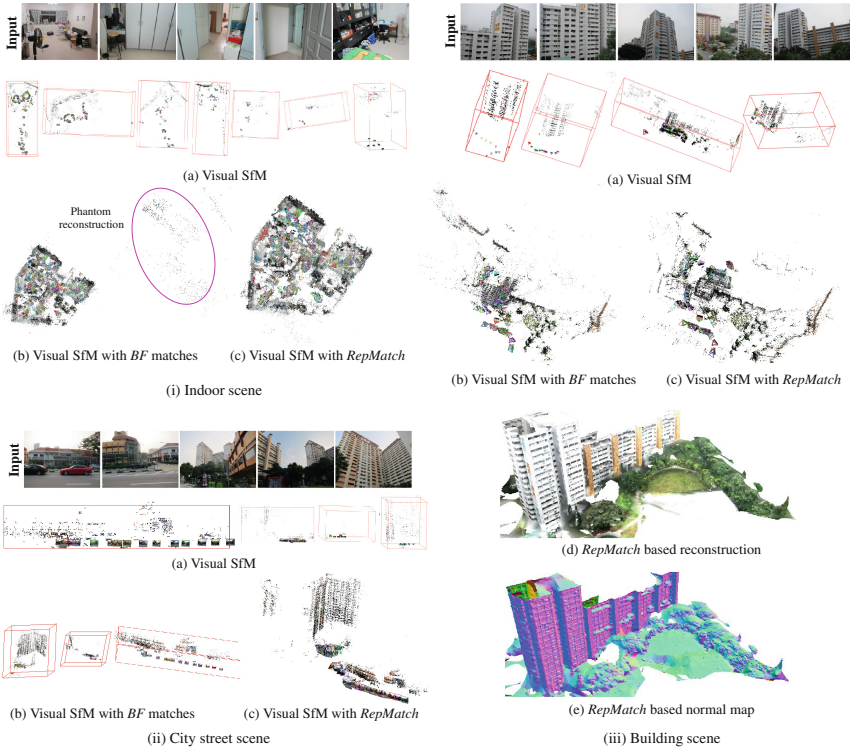 Input
(a) Visual SfM
Phantom
reconstruction
(b) Visual SfM with BF matches
(c) Visual SfM with RepMatch
(i) Indoor scene
Input
(a) Visual SfM
(b) Visual SfM with BF matches
(c) Visual SfM with RepMatch
(ii) City street scene
Input
(a) Visual SfM
(b) Visual SfM with BF matches
(c) Visual SfM with RepMatch
(d) RepMatch based reconstruction
(e) RepMatch based normal map
(iii) Building scene